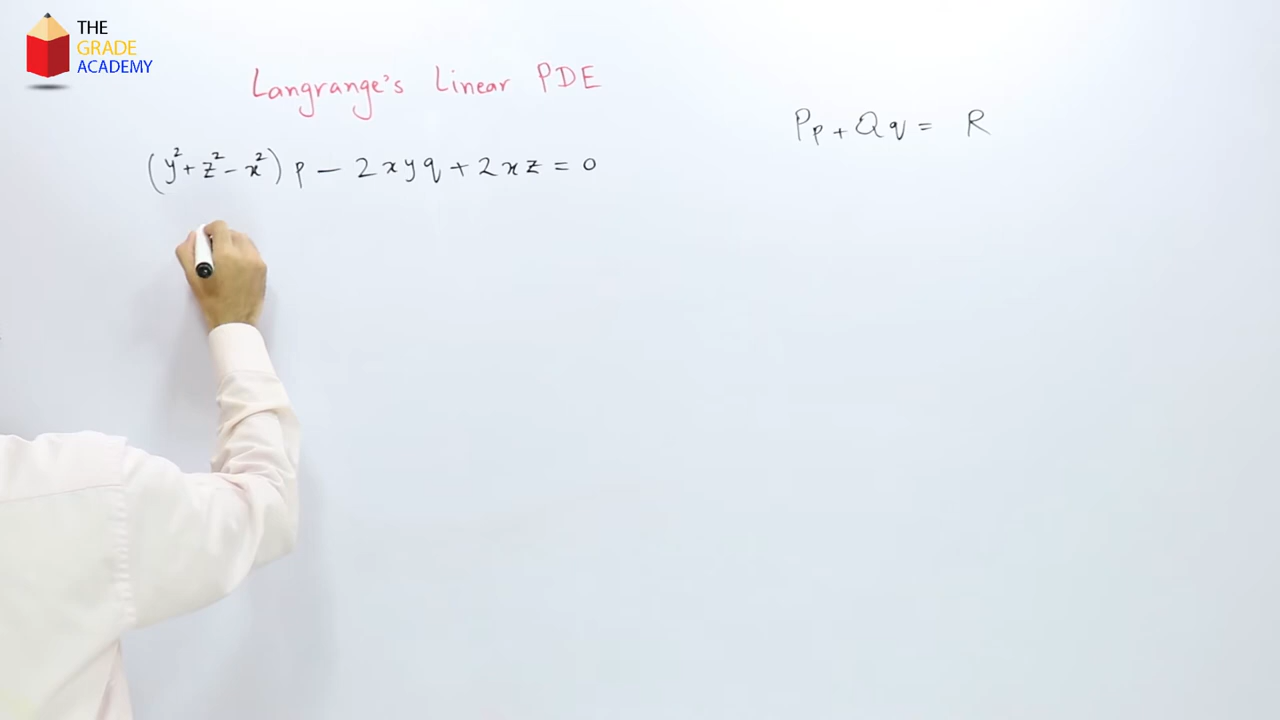 THE
GRADE
ACADEMY
Langrange's Linear PDE
Pp + Qq = R
(y² + z² - x²) p - 2xyq + 2xz = 0